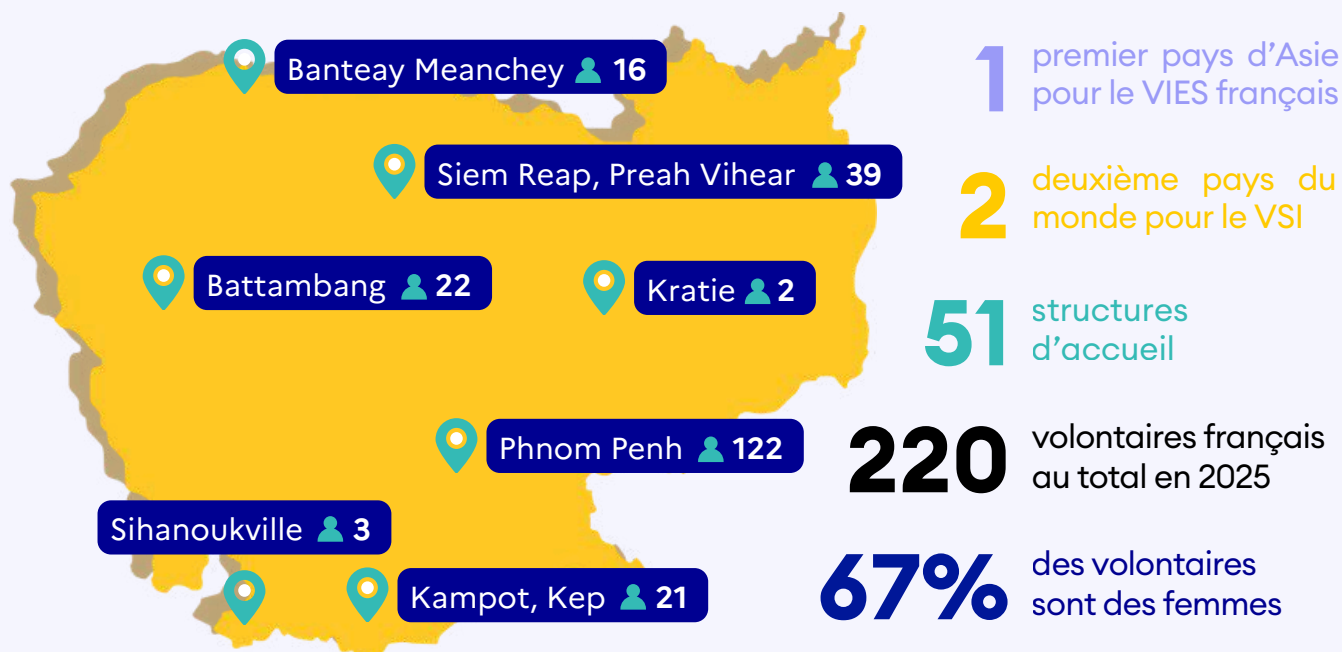 Banteay Meanchey 16
Siem Reap, Preah Vihear 39
Battambang 22
Kratie 2
Phnom Penh 122
Sihanoukville 3
Kampot, Kep 21
1 premier pays d’Asie
pour le VIES français
2 deuxième pays du
monde pour le VSI
51 structures
d’accueil
220 volontaires français
au total en 2025
67% des volontaires
sont des femmes